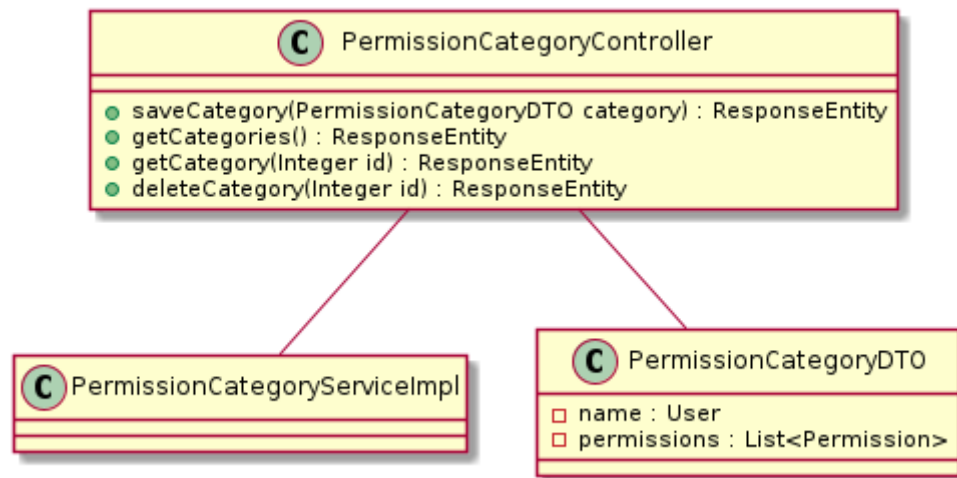 C PermissionCategoryController
saveCategory(PermissionCategoryDTO category) : ResponseEntity
getCategories() : ResponseEntity
getCategory(Integer id) : ResponseEntity
deleteCategory(Integer id) : ResponseEntity
C PermissionCategoryServiceImpl
C PermissionCategoryDTO
name : User
permissions : List<Permission>